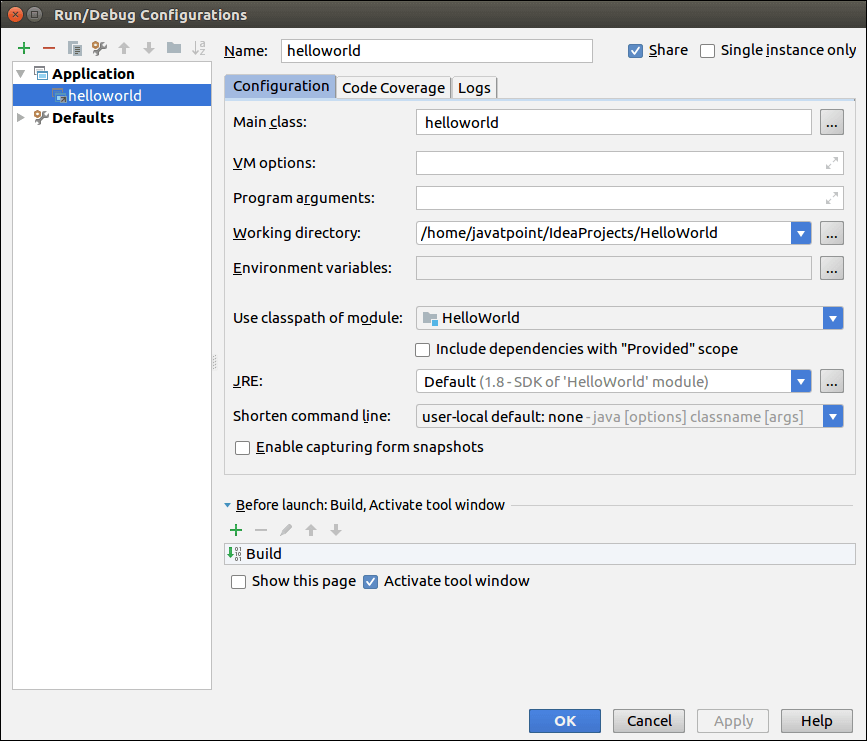 Run/Debug Configurations
Name: helloworld Share Single instance only
Application
helloworld
Defaults
Configuration Code Coverage Logs
Main class: helloworld ...
VM options:
Program arguments:
Working directory: /home/javatpoint/IdeaProjects/HelloWorld ...
Environment variables: ...
Use classpath of module: HelloWorld
Include dependencies with "Provided" scope
JRE: Default (1.8 - SDK of 'HelloWorld' module) ...
Shorten command line: user-local default: none - java [options] classname [args]
Enable capturing form snapshots
Before launch: Build, Activate tool window
Build
Show this page Activate tool window
OK Cancel Apply Help